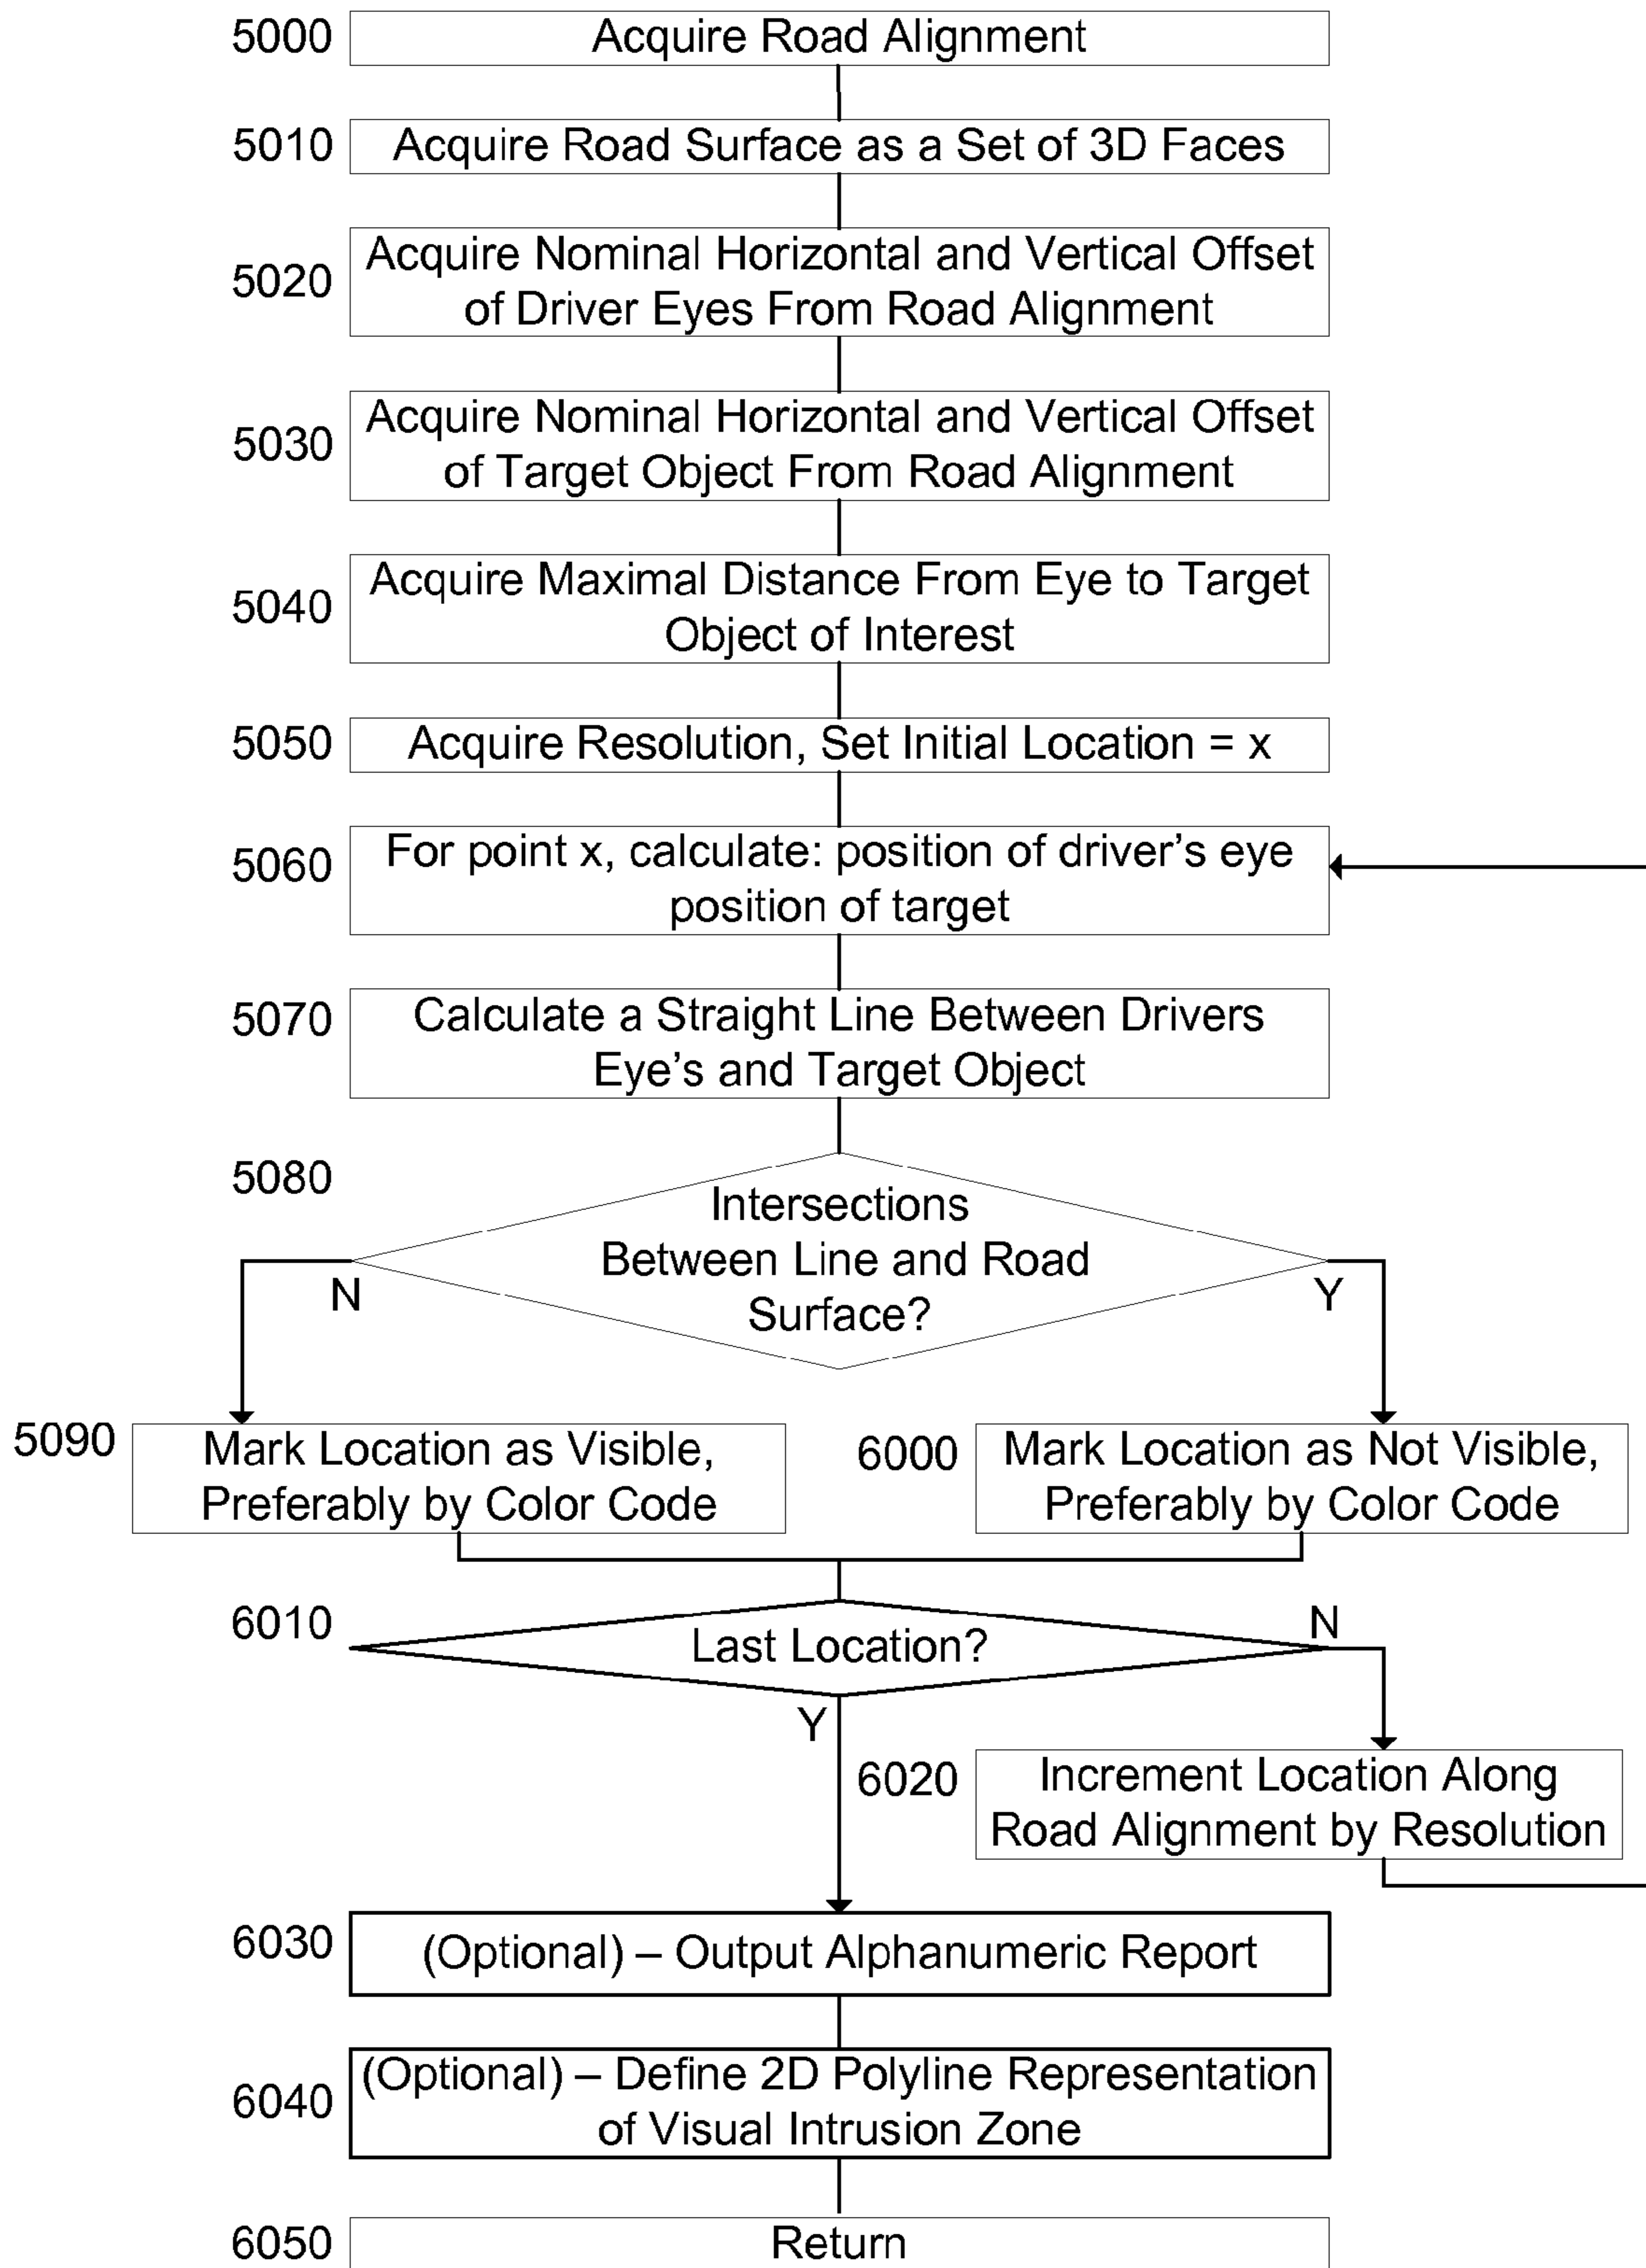 5000
Acquire Road Alignment
5010
Acquire Road Surface as a Set of 3D Faces
5020
Acquire Nominal Horizontal and Vertical Offset
of Driver Eyes From Road Alignment
5030
Acquire Nominal Horizontal and Vertical Offset
of Target Object From Road Alignment
5040
Acquire Maximal Distance From Eye to Target
Object of Interest
5050
Acquire Resolution, Set Initial Location = x
5060
For point x, calculate: position of driver’s eye
position of target
5070
Calculate a Straight Line Between Drivers
Eye’s and Target Object
5080
Intersections
Between Line and Road
Surface?
N
Y
5090
Mark Location as Visible,
Preferably by Color Code
6000
Mark Location as Not Visible,
Preferably by Color Code
6010
Last Location?
N
Y
6020
Increment Location Along
Road Alignment by Resolution
6030
(Optional) – Output Alphanumeric Report
6040
(Optional) – Define 2D Polyline Representation
of Visual Intrusion Zone
6050
Return